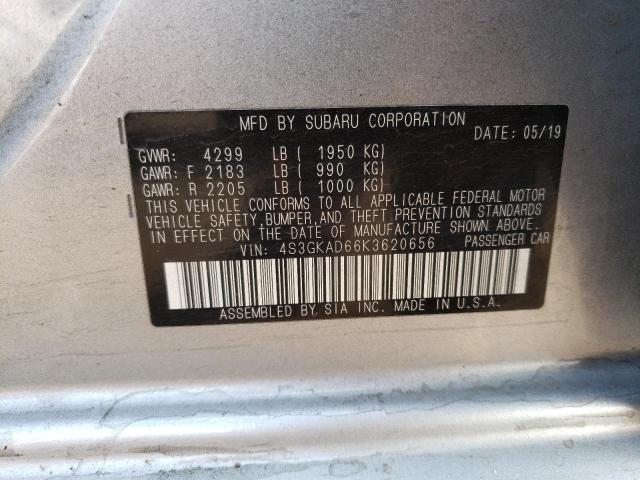 MFD BY SUBARU CORPORATION
DATE: 05/19
GVWR: 4299 LB ( 1950 KG)
GAWR: F 2183 LB ( 990 KG)
GAWR: R 2205 LB ( 1000 KG)
THIS VEHICLE CONFORMS TO ALL APPLICABLE FEDERAL MOTOR
VEHICLE SAFETY,BUMPER,AND THEFT PREVENTION STANDARDS
IN EFFECT ON THE DATE OF MANUFACTURE SHOWN ABOVE.
VIN: 4S3GKAD66K3620656 PASSENGER CAR
ASSEMBLED BY SIA INC. MADE IN U.S.A.